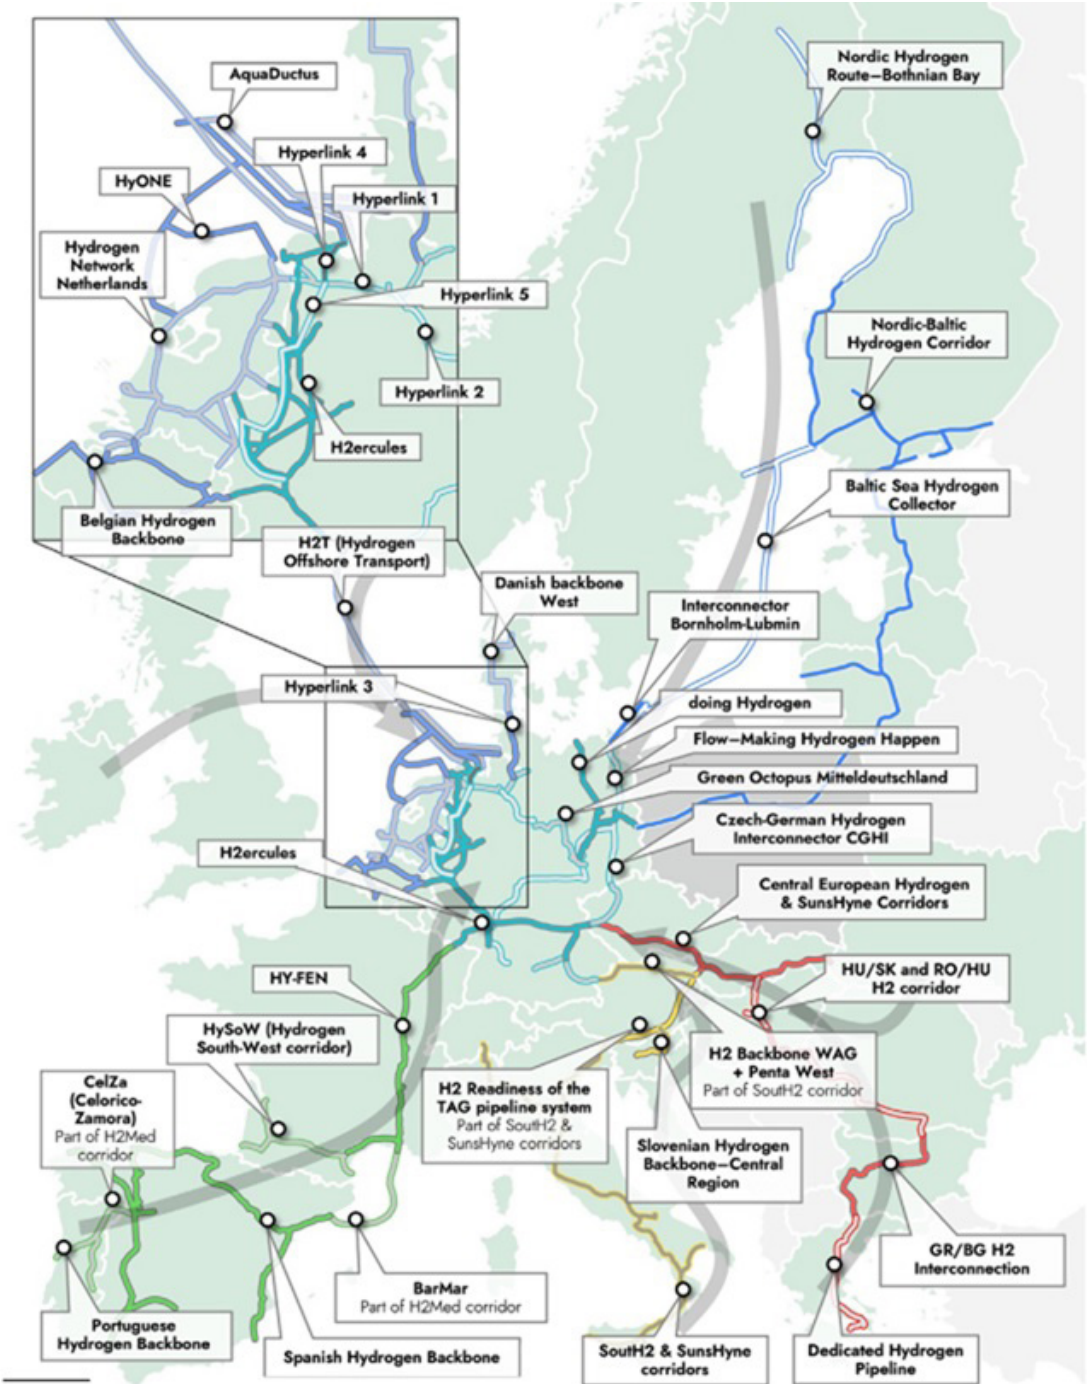 AquaDuctus
Hyperlink 4
HyONE
Hyperlink 1
Hydrogen
Network
Netherlands
Hyperlink 5
Hyperlink 2
H2ercules
Belgian Hydrogen
Backbone
Nordic Hydrogen
Route–Bothnian Bay
Nordic-Baltic
Hydrogen Corridor
Baltic Sea Hydrogen
Collector
H2T (Hydrogen
Offshore Transport)
Danish backbone
West
Interconnector
Bornholm-Lubmin
Hyperlink 3
doing Hydrogen
Flow–Making Hydrogen Happen
Green Octopus Mitteldeutschland
Czech-German Hydrogen
Interconnector CGHI
H2ercules
Central European Hydrogen
& SunsHyne Corridors
HY-FEN
HU/SK and RO/HU
H2 corridor
HySoW (Hydrogen
South-West corridor)
H2 Backbone WAG
+ Penta West
Part of SoutH2 corridor
CelZa
(Celorico-
Zamora)
Part of H2Med
corridor
H2 Readiness of the
TAG pipeline system
Part of SoutH2 &
SunsHyne corridors
Slovenian Hydrogen
Backbone–Central
Region
GR/BG H2
Interconnection
BarMar
Part of H2Med corridor
Portuguese
Hydrogen Backbone
Spanish Hydrogen Backbone
SoutH2 & SunsHyne
corridors
Dedicated Hydrogen
Pipeline